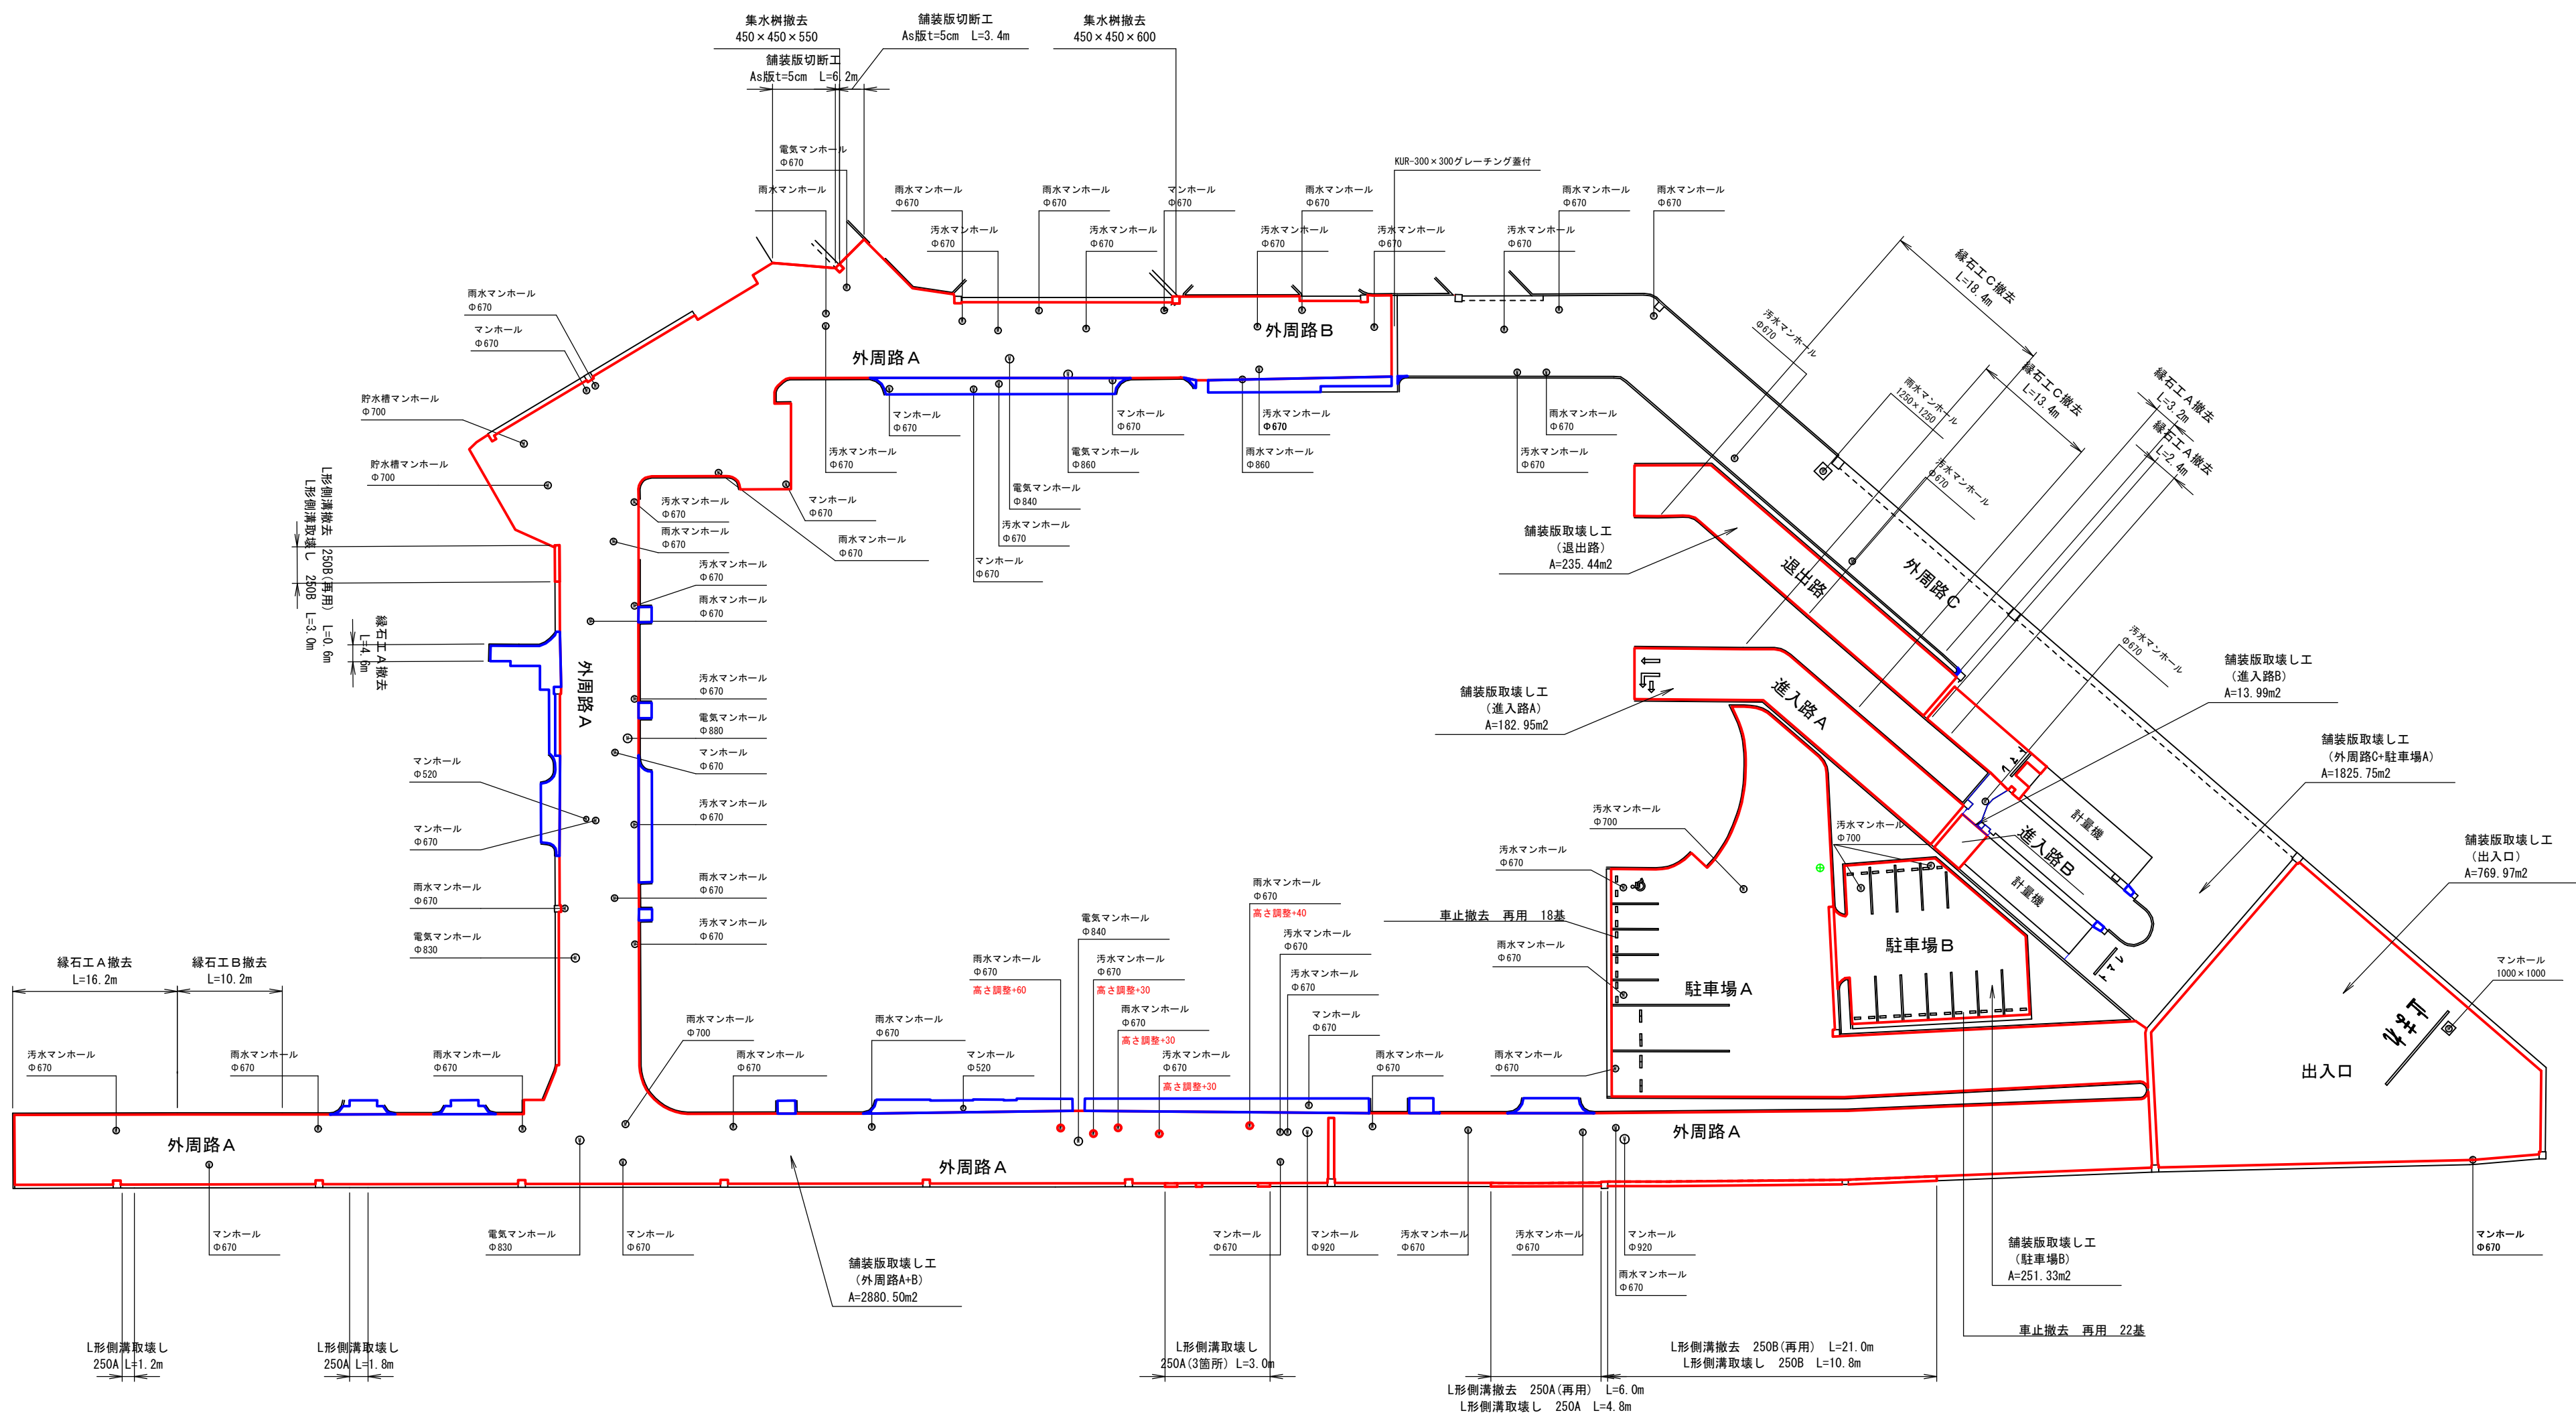 集水桝撤去
450×450×550
舗装版切断工
As版t=5cm　L=3.4m
集水桝撤去
450×450×600
舗装版切断工
As版t=5cm　L=6.2m
電気マンホール
Φ670
雨水マンホール
雨水マンホール
Φ670
雨水マンホール
Φ670
マンホール
Φ670
雨水マンホール
Φ670
KUR-300×300グレーチング蓋付
雨水マンホール
Φ670
雨水マンホール
Φ670
汚水マンホール
Φ670
汚水マンホール
Φ670
汚水マンホール
Φ670
汚水マンホール
Φ670
汚水マンホール
Φ670
縁石工C撤去
L=18.4m
縁石工C撤去
L=13.4m
縁石工A撤去
L=3.2m
縁石工A撤去
L=2.4m
汚水マンホール
Φ670
雨水マンホール
1250×1250
汚水マンホール
Φ670
汚水マンホール
Φ670
雨水マンホール
Φ670
マンホール
Φ670
外周路A
外周路B
貯水槽マンホール
Φ700
貯水槽マンホール
Φ700
マンホール
Φ670
汚水マンホール
Φ670
電気マンホール
Φ860
マンホール
Φ670
汚水マンホール
Φ670
雨水マンホール
Φ860
雨水マンホール
Φ670
汚水マンホール
Φ670
電気マンホール
Φ840
汚水マンホール
Φ670
マンホール
Φ670
マンホール
Φ670
雨水マンホール
Φ670
汚水マンホール
Φ670
雨水マンホール
Φ670
汚水マンホール
Φ670
雨水マンホール
Φ670
汚水マンホール
Φ670
電気マンホール
Φ880
マンホール
Φ670
汚水マンホール
Φ670
雨水マンホール
Φ670
汚水マンホール
Φ670
L形側溝撤去　250B(再用)　L=0.6m
L形側溝取壊し　250B　L=3.0m
縁石工A撤去
L=4.6m
外周路A
マンホール
Φ520
マンホール
Φ670
雨水マンホール
Φ670
電気マンホール
Φ830
舗装版取壊し工
（退出路）
A=235.44m2
退出路
外周路C
舗装版取壊し工
（進入路A）
A=182.95m2
進入路A
舗装版取壊し工
（進入路B）
A=13.99m2
舗装版取壊し工
（外周路C+駐車場A）
A=1825.75m2
舗装版取壊し工
（出入口）
A=769.97m2
計量機
進入路B
計量機
トマレ
トマレ
汚水マンホール
Φ700
汚水マンホール
Φ700
汚水マンホール
Φ670
車止撤去　再用　18基
雨水マンホール
Φ670
駐車場A
駐車場B
マンホール
1000×1000
出入口
縁石工A撤去
L=16.2m
縁石工B撤去
L=10.2m
汚水マンホール
Φ670
雨水マンホール
Φ670
雨水マンホール
Φ670
雨水マンホール
Φ700
雨水マンホール
Φ670
雨水マンホール
Φ670
マンホール
Φ520
雨水マンホール
Φ670
高さ調整+60
電気マンホール
Φ840
汚水マンホール
Φ670
高さ調整+30
雨水マンホール
Φ670
高さ調整+30
汚水マンホール
Φ670
高さ調整+30
雨水マンホール
Φ670
高さ調整+40
汚水マンホール
Φ670
汚水マンホール
Φ670
マンホール
Φ670
雨水マンホール
Φ670
雨水マンホール
Φ670
外周路A
外周路A
外周路A
マンホール
Φ670
電気マンホール
Φ830
マンホール
Φ670
舗装版取壊し工
（外周路A+B）
A=2880.50m2
マンホール
Φ670
マンホール
Φ920
汚水マンホール
Φ670
汚水マンホール
Φ670
マンホール
Φ920
雨水マンホール
Φ670
舗装版取壊し工
（駐車場B）
A=251.33m2
車止撤去　再用　22基
マンホール
Φ670
L形側溝取壊し
250A L=1.2m
L形側溝取壊し
250A L=1.8m
L形側溝取壊し
250A(3箇所) L=3.0m
L形側溝撤去　250B(再用)　L=21.0m
L形側溝取壊し　250B　L=10.8m
L形側溝撤去　250A(再用)　L=6.0m
L形側溝取壊し　250A　L=4.8m